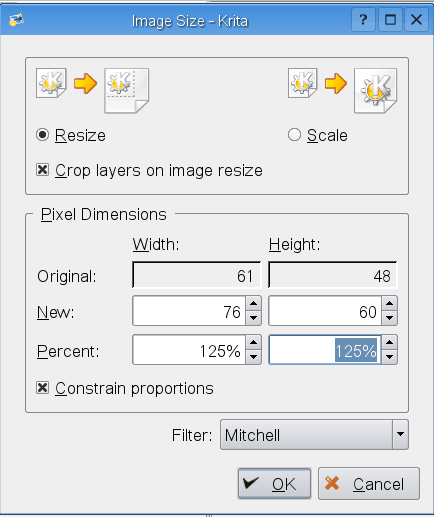 Image Size - Krita
Resize Scale
Crop layers on image resize
Pixel Dimensions
Width: Height:
Original: 61 48
New: 76 60
Percent: 125% 125%
Constrain proportions
Filter: Mitchell
OK Cancel